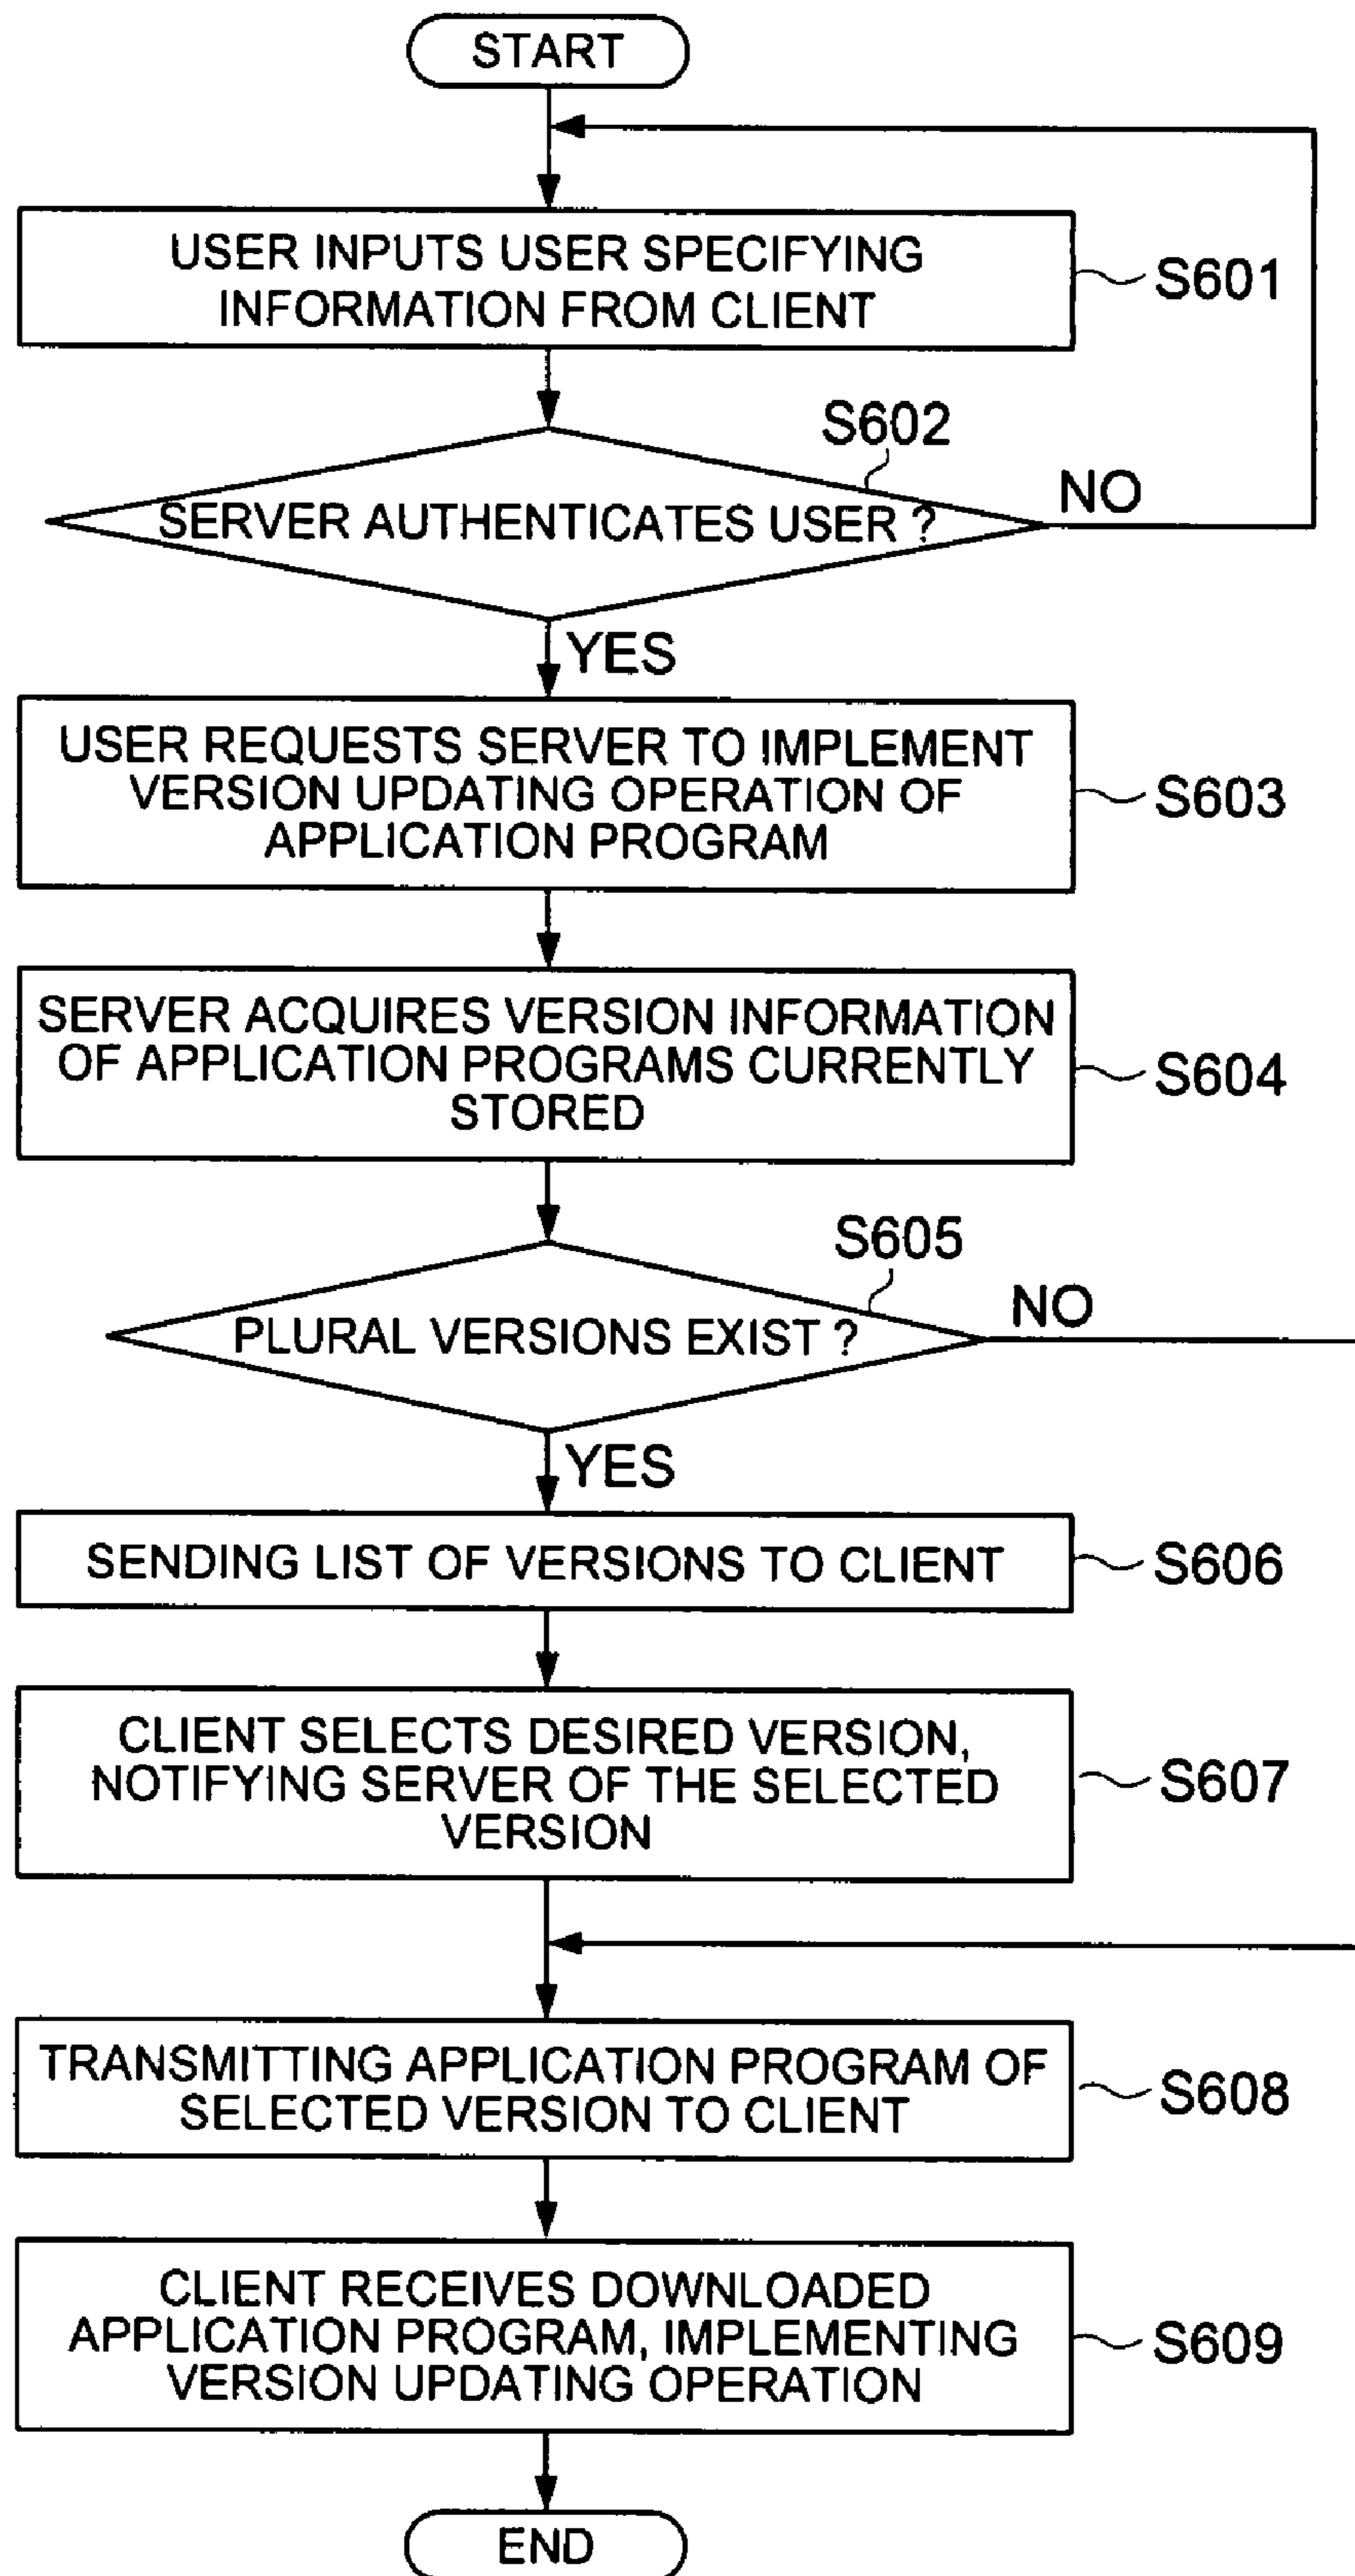 START
USER INPUTS USER SPECIFYING
INFORMATION FROM CLIENT
S601
S602
SERVER AUTHENTICATES USER ?
NO
YES
USER REQUESTS SERVER TO IMPLEMENT
VERSION UPDATING OPERATION OF
APPLICATION PROGRAM
S603
SERVER ACQUIRES VERSION INFORMATION
OF APPLICATION PROGRAMS CURRENTLY
STORED
S604
S605
PLURAL VERSIONS EXIST ?
NO
YES
SENDING LIST OF VERSIONS TO CLIENT
S606
CLIENT SELECTS DESIRED VERSION,
NOTIFYING SERVER OF THE SELECTED
VERSION
S607
TRANSMITTING APPLICATION PROGRAM OF
SELECTED VERSION TO CLIENT
S608
CLIENT RECEIVES DOWNLOADED
APPLICATION PROGRAM, IMPLEMENTING
VERSION UPDATING OPERATION
S609
END